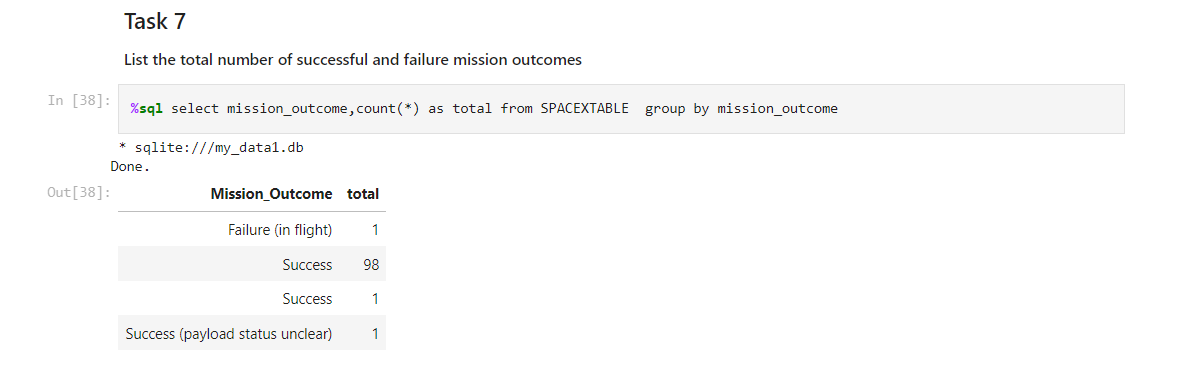 Task 7
List the total number of successful and failure mission outcomes
In [38]: %sql select mission_outcome,count(*) as total from SPACEXTABLE  group by mission_outcome
* sqlite:///my_data1.db
Done.
Out[38]:
Mission_Outcome total
Failure (in flight) 1
Success 98
Success 1
Success (payload status unclear) 1